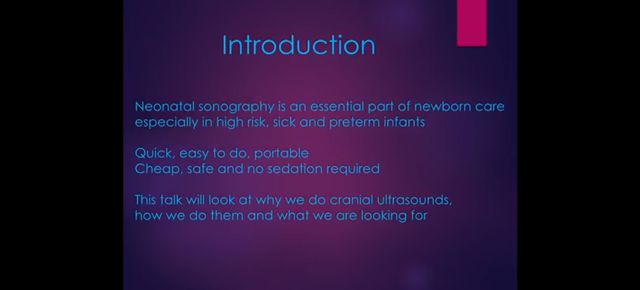 Introduction
Neonatal sonography is an essential part of newborn care
especially in high risk, sick and preterm infants
Quick, easy to do, portable
Cheap, safe and no sedation required
This talk will look at why we do cranial ultrasounds,
how we do them and what we are looking for